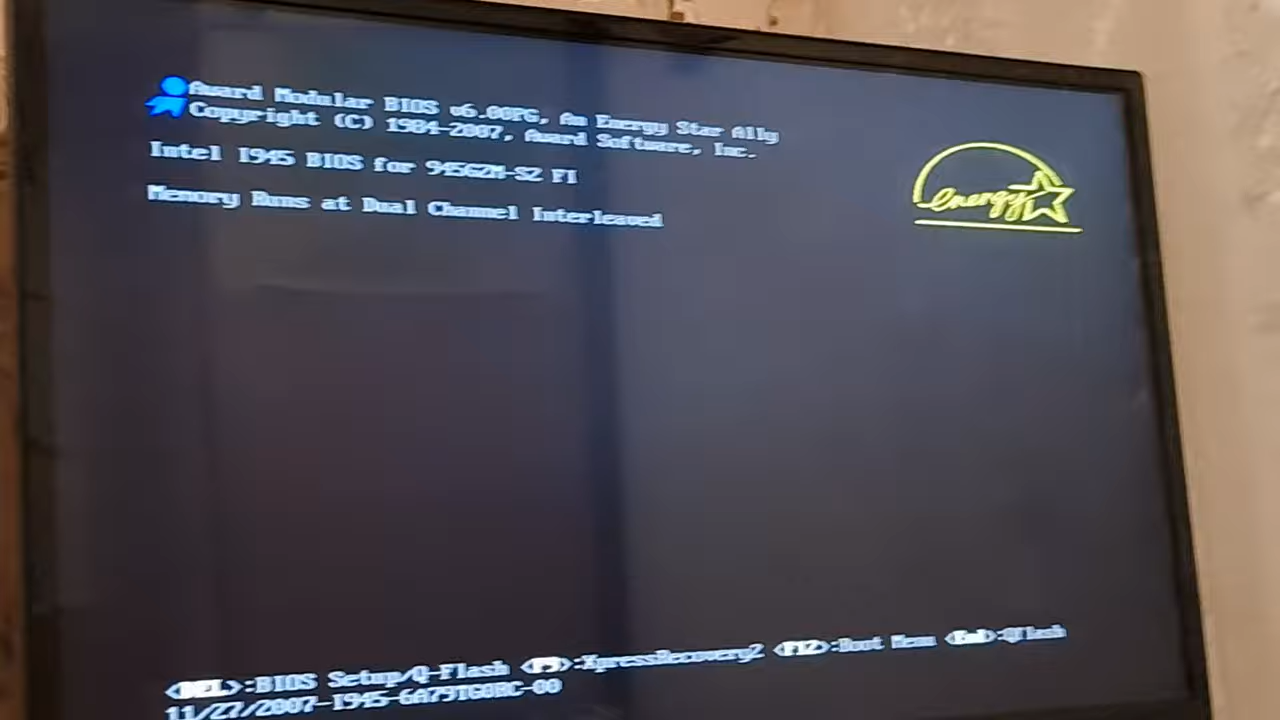 Award Modular BIOS v6.00PG, An Energy Star Ally
Copyright (C) 1984-2007, Award Software, Inc.
Intel I945 BIOS for 945GZM-S2 F1
Memory Runs at Dual Channel Interleaved
energy
<DEL>:BIOS Setup/Q-Flash <F9>:XpressRecovery2 <F12>:Boot Menu <End>:Qflash
11/27/2007-I945-6A79TG0BC-00